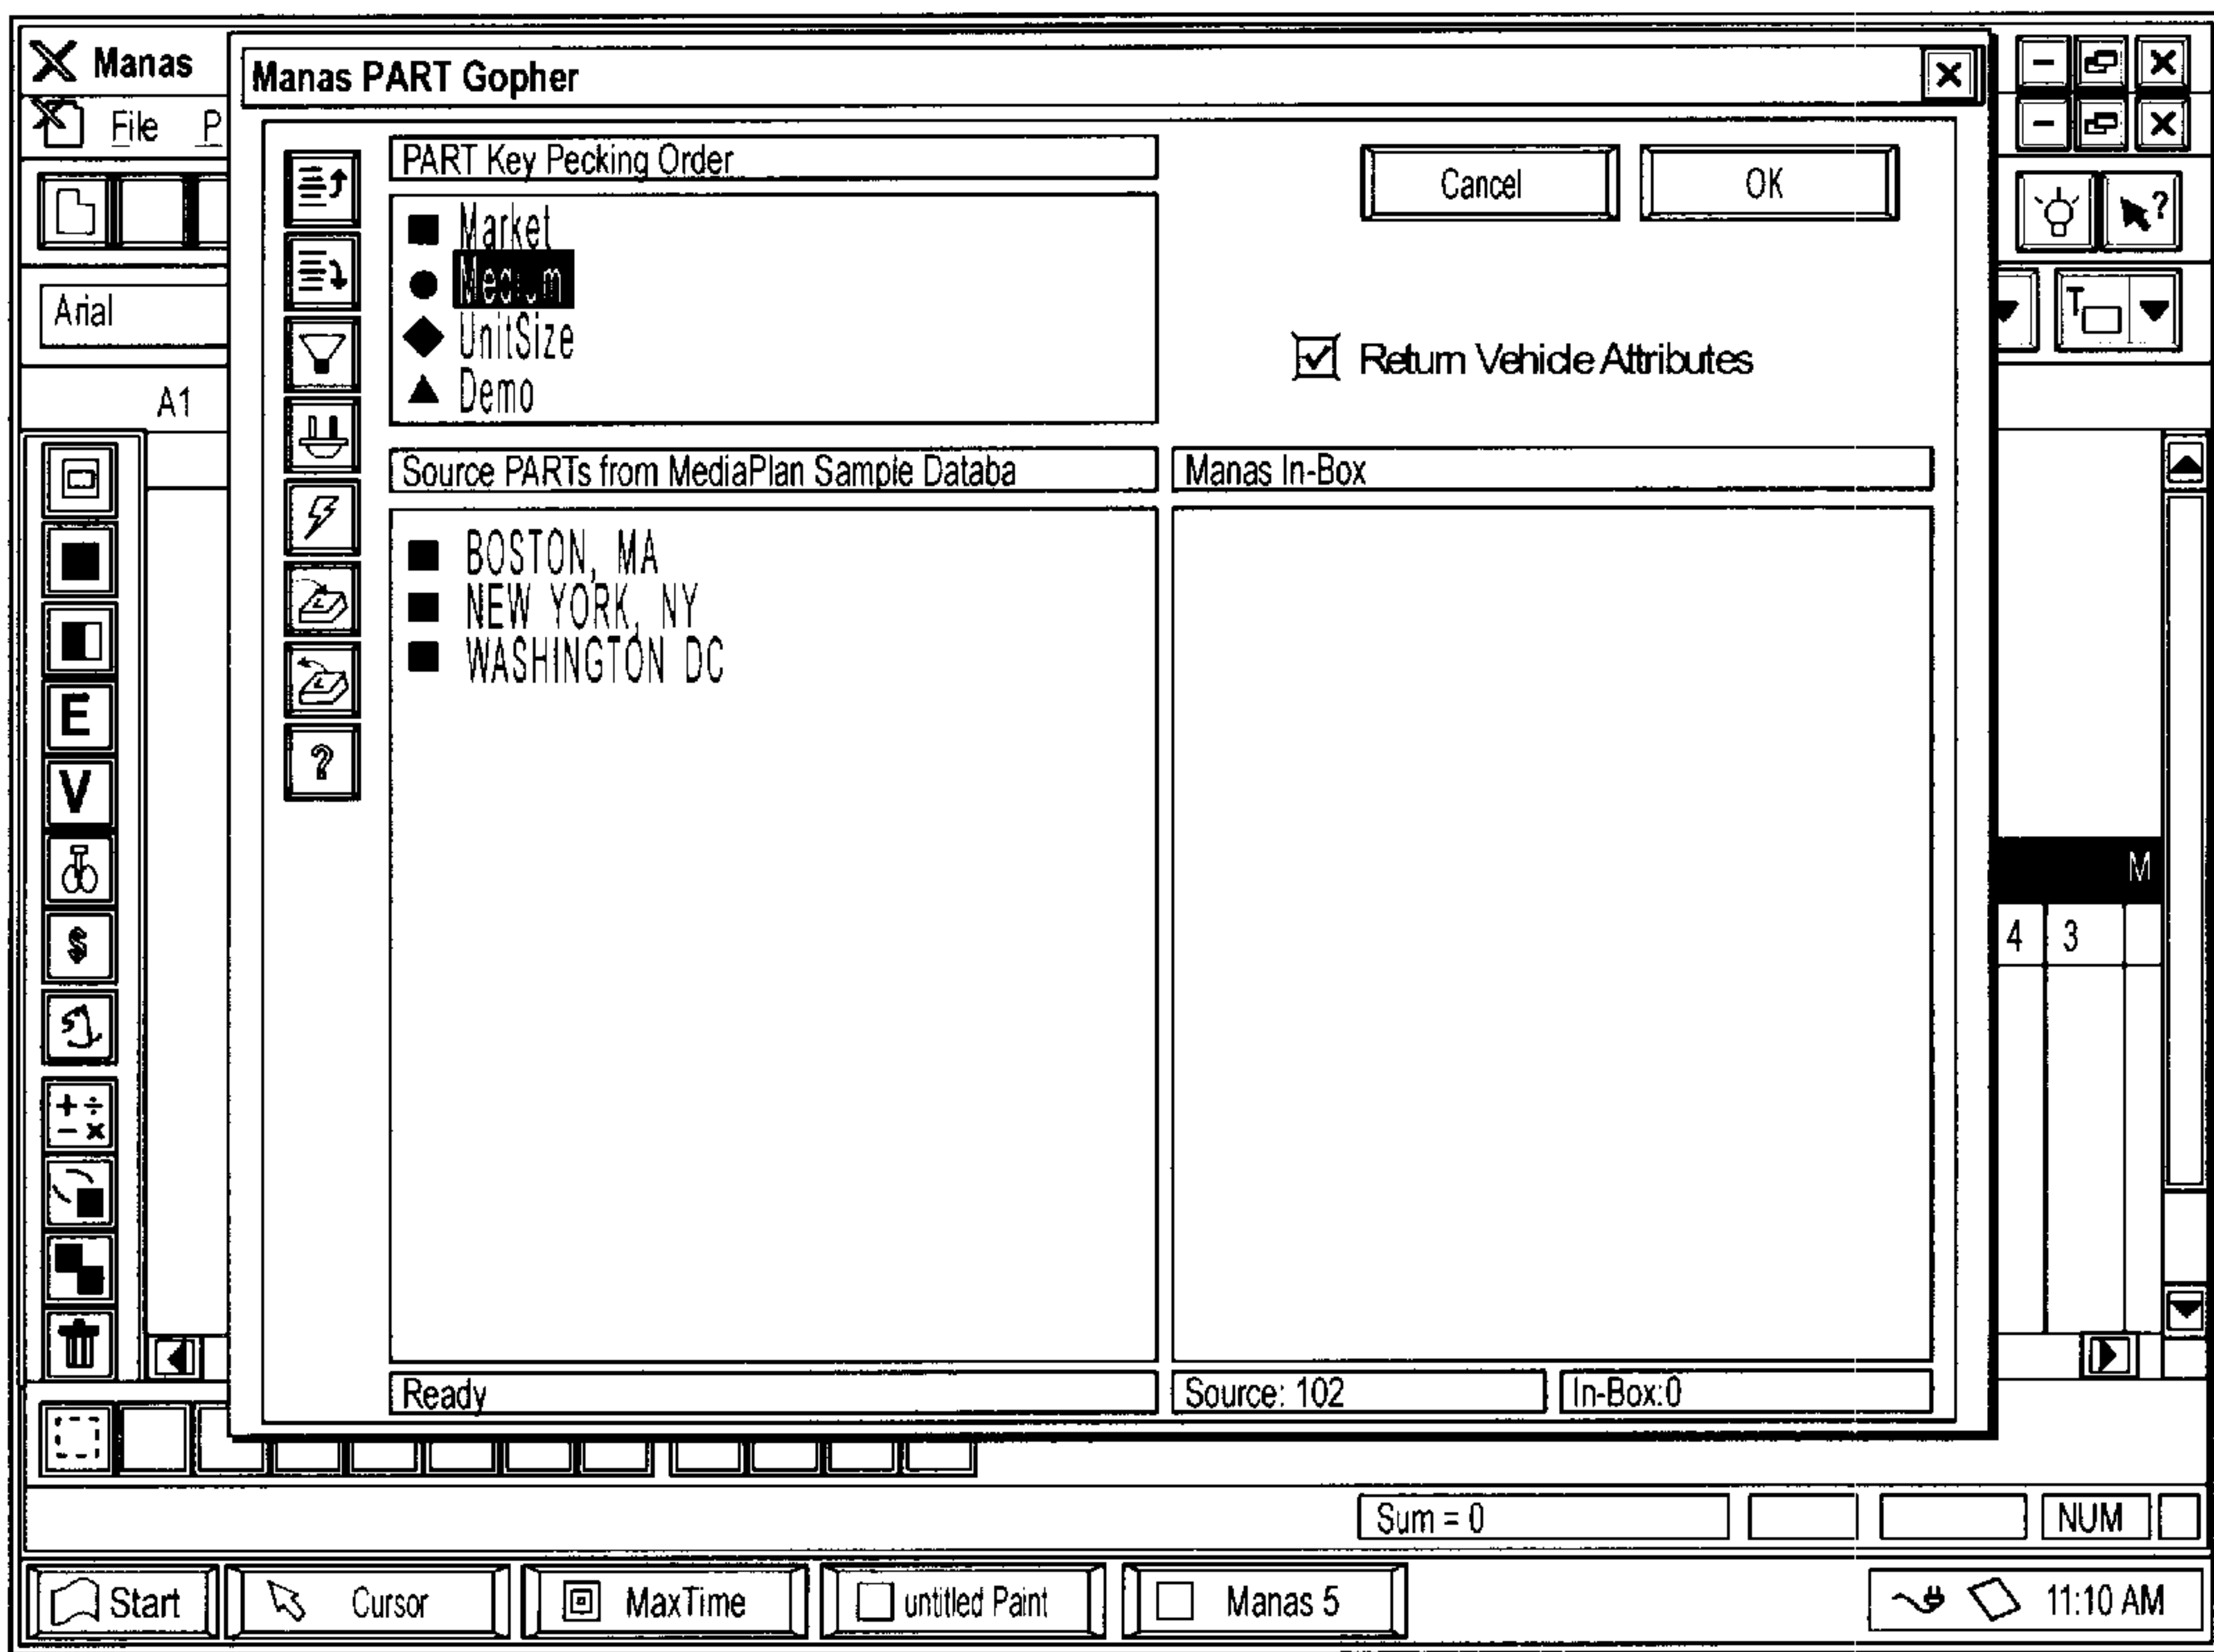 Manas
Manas PART Gopher
File P
PART Key Pecking Order
Cancel
OK
Market
Medium
UnitSize
Demo
Arial
Return Vehicle Attributes
A1
Source PARTs from MediaPlan Sample Databa
Manas In-Box
BOSTON, MA
NEW YORK, NY
WASHINGTON DC
E
V
?
M
4 3
Ready
Source: 102
In-Box:0
Sum = 0
NUM
Start
Cursor
MaxTime
untitled Paint
Manas 5
11:10 AM